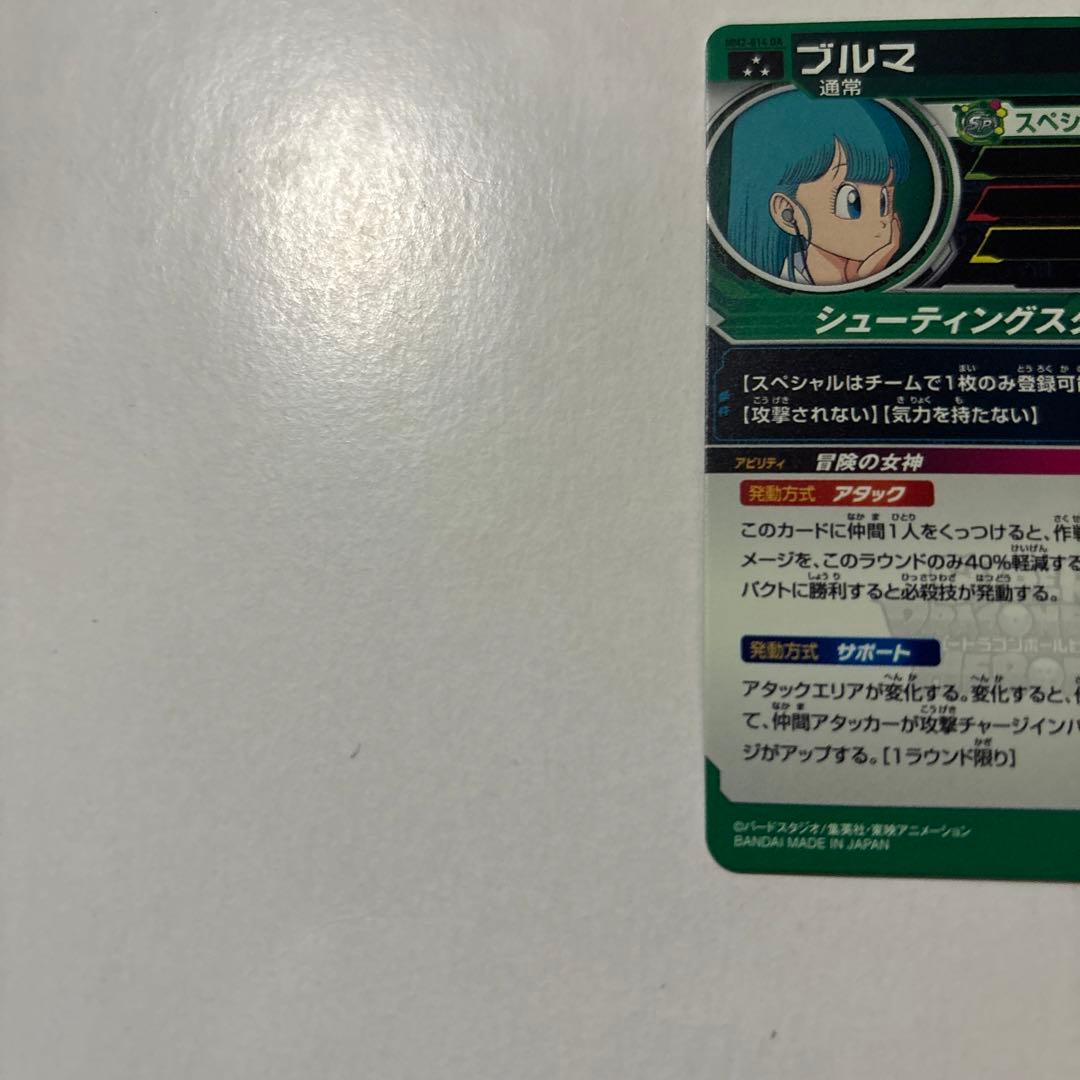 MM2-014 DA
ブルマ
通常
SP スペシ
シューティングスタ
【スペシャルはチームで1枚のみ登録可
【攻撃されない】【気力を持たない】
アビリティ 冒険の女神
発動方式 アタック
このカードに仲間1人をくっつけると、作戦
メージを、このラウンドのみ40%軽減する
パクトに勝利すると必殺技が発動する。
発動方式 サポート
アタックエリアが変化する。変化すると、
て、仲間アタッカーが攻撃チャージインパ
ジがアップする。[1ラウンド限り]
©バードスタジオ/集英社・東映アニメーション
BANDAI MADE IN JAPAN